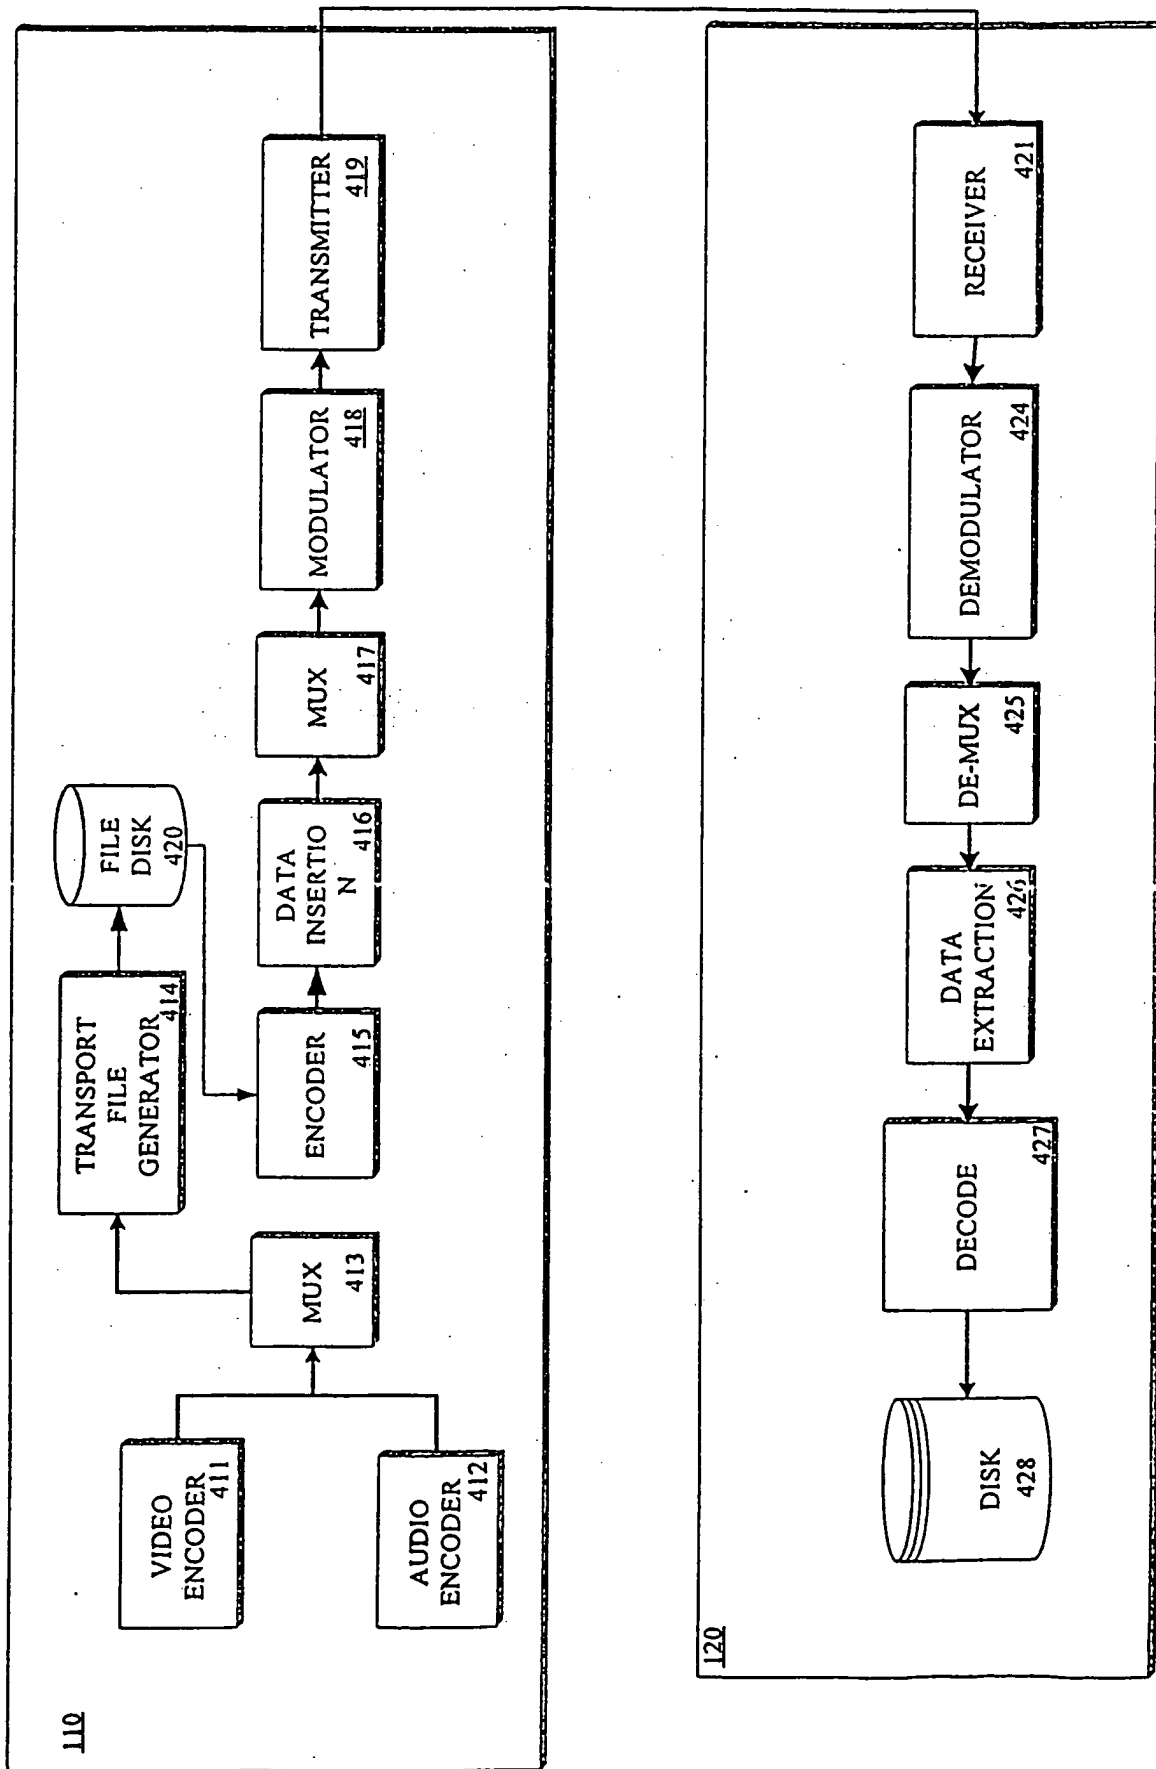 110
VIDEO
ENCODER
411
AUDIO
ENCODER
412
MUX
413
TRANSPORT
FILE
GENERATOR
414
FILE
DISK
420
ENCODER
415
DATA
INSERTIO
N
416
MUX
417
MODULATOR
418
TRANSMITTER
419
120
RECEIVER
421
DEMODULATOR
424
DE-MUX
425
DATA
EXTRACTION
426
DECODE
427
DISK
428